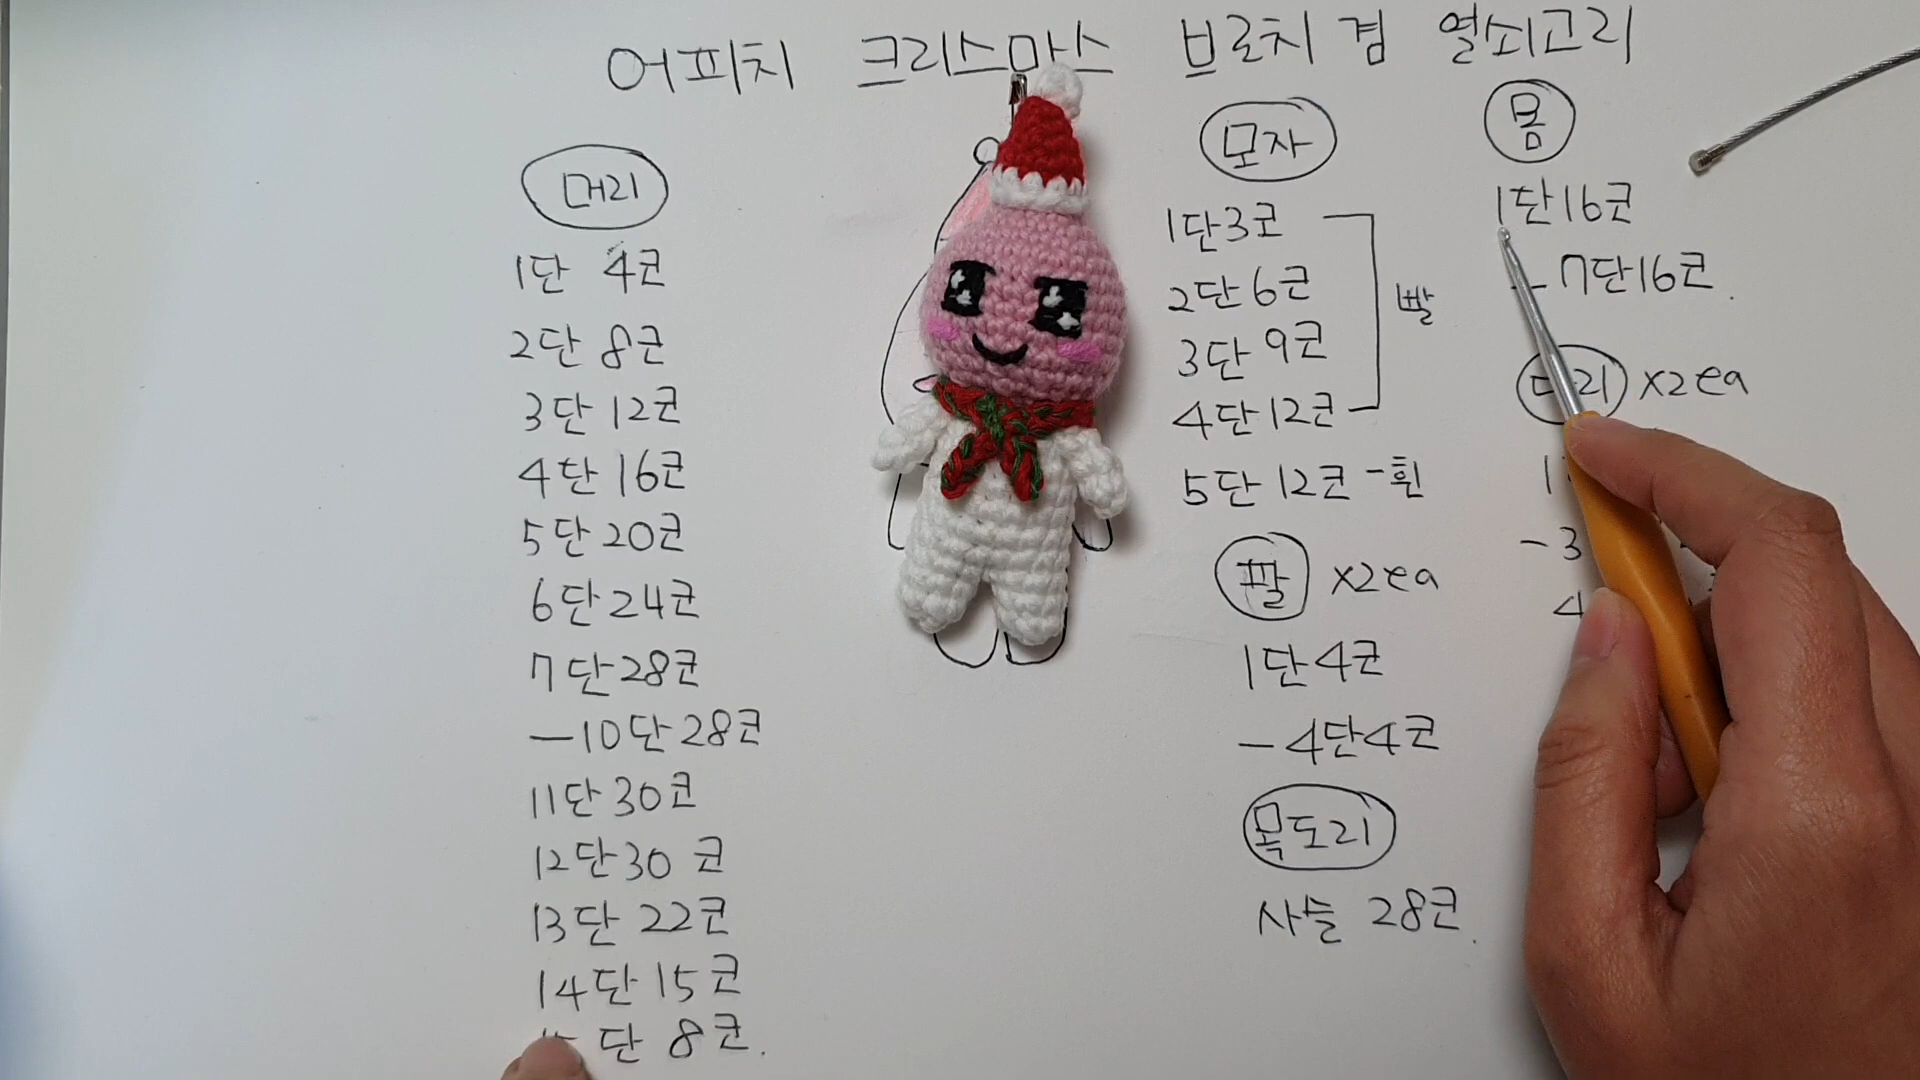 어피치 크리스마스 브로치 겸 열쇠고리
머리
1단 4코
2단 8코
3단 12코
4단 16코
5단 20코
6단 24코
7단 28코
-10단 28코
11단 30코
12단 30 코
13단 22코
14단 15코
단 8코.
모자
1단 3코
2단 6코
3단 9코
4단 12코
빨
5단 12코 - 흰
팔 x2ea
1단 4코
-4단 4코
목도리
사슬 28코.
몸
1단 16코
- 7단 16코.
x2ea
1
-3
4